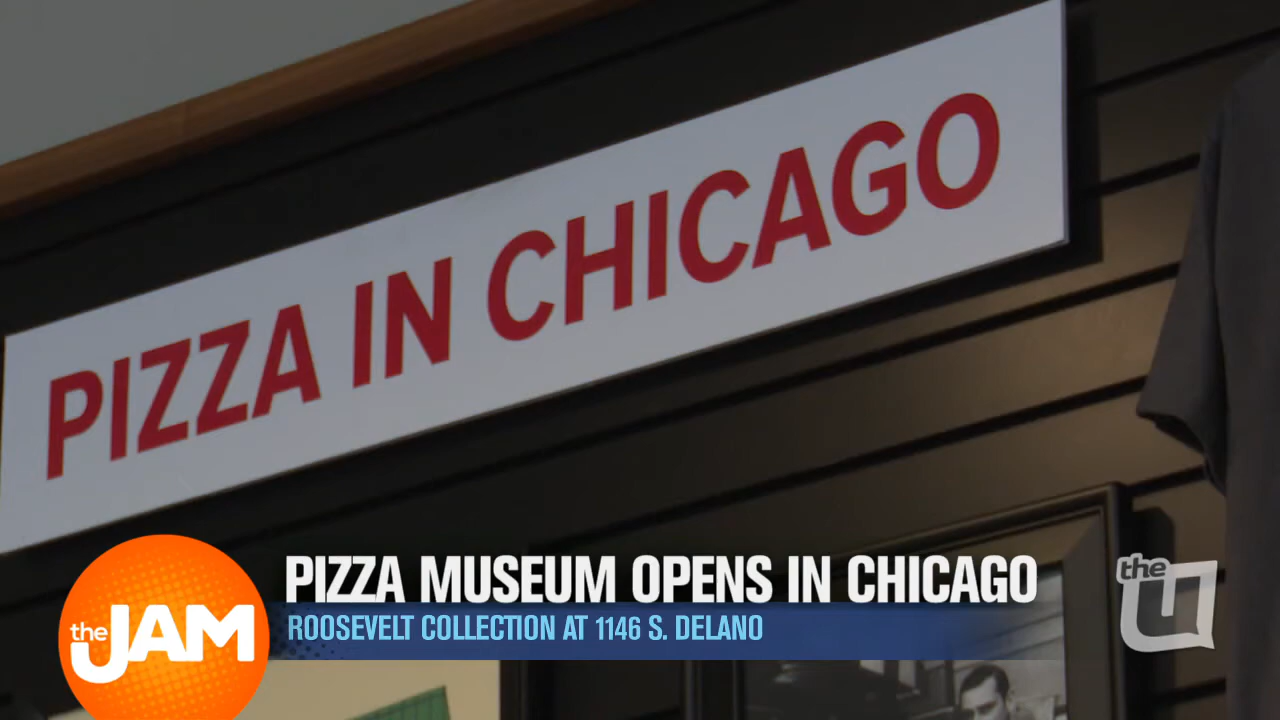 PIZZA IN CHICAGO
PIZZA MUSEUM OPENS IN CHICAGO
ROOSEVELT COLLECTION AT 1146 S. DELANO
the JAM
the U